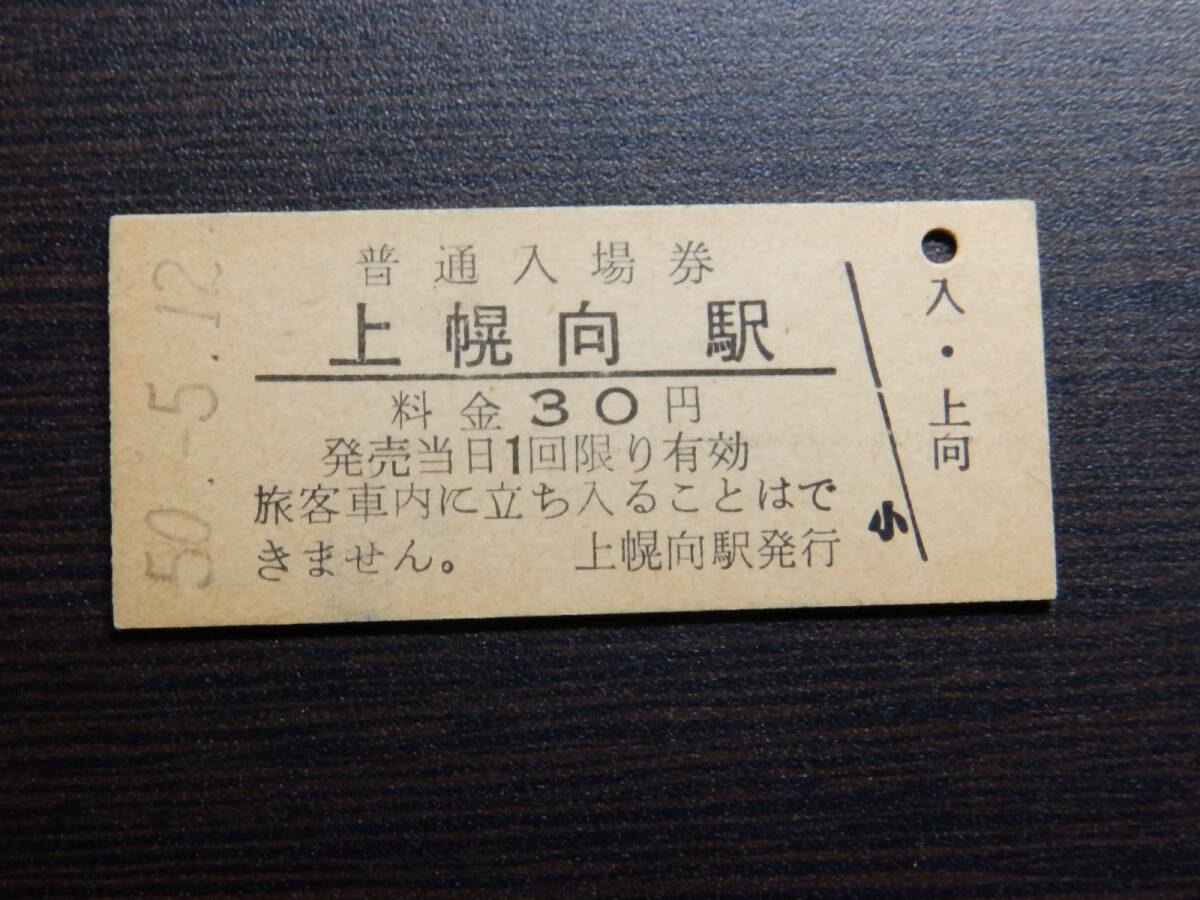 普通入場券
上幌向駅
料金30円
発売当日1回限り有効
旅客車内に立ち入ることはで
きません。 上幌向駅発行
50.-5.12
小
入・上向